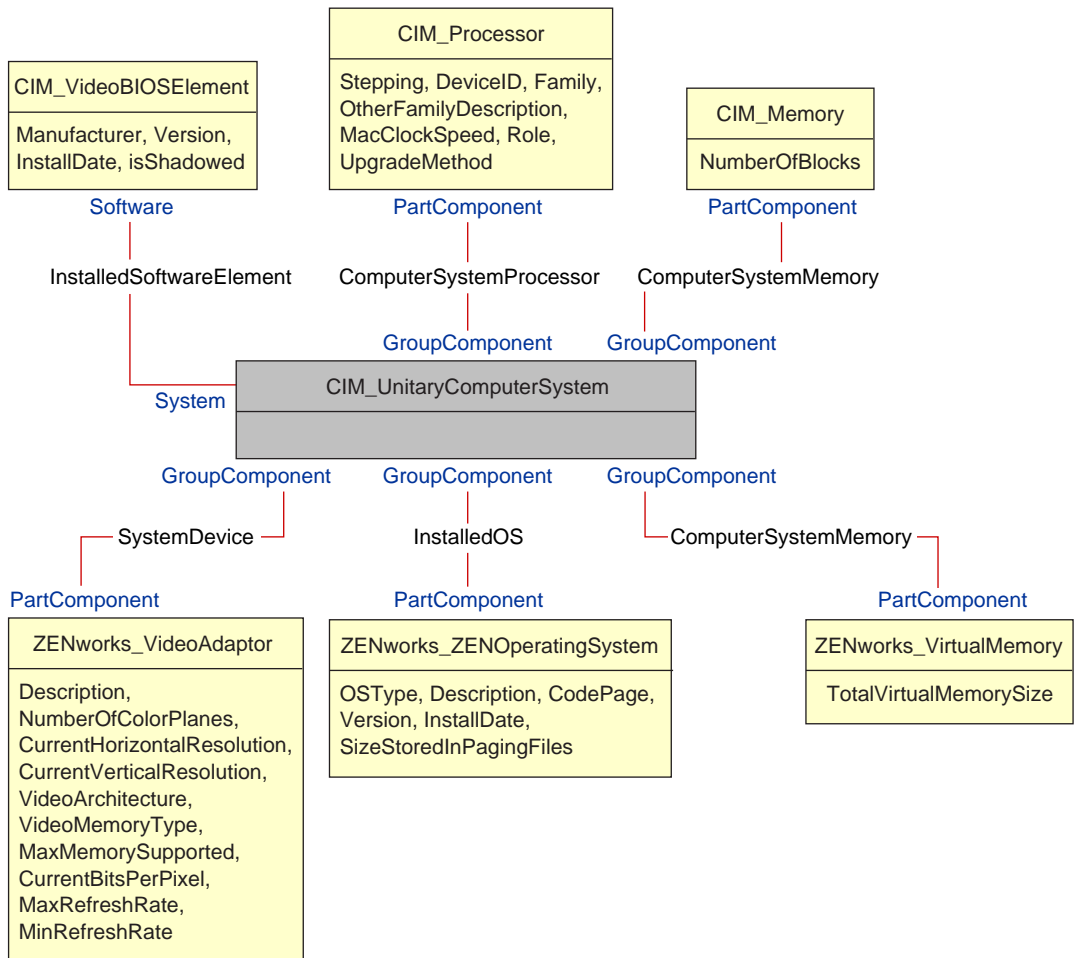 CIM_Processor
Stepping, DeviceID, Family,
OtherFamilyDescription,
MacClockSpeed, Role,
UpgradeMethod
CIM_VideoBIOSElement
Manufacturer, Version,
InstallDate, isShadowed
CIM_Memory
NumberOfBlocks
Software
PartComponent
PartComponent
InstalledSoftwareElement
ComputerSystemProcessor
ComputerSystemMemory
GroupComponent
GroupComponent
CIM_UnitaryComputerSystem
System
GroupComponent
GroupComponent
GroupComponent
SystemDevice
InstalledOS
ComputerSystemMemory
PartComponent
PartComponent
PartComponent
ZENworks_VideoAdaptor
Description,
NumberOfColorPlanes,
CurrentHorizontalResolution,
CurrentVerticalResolution,
VideoArchitecture,
VideoMemoryType,
MaxMemorySupported,
CurrentBitsPerPixel,
MaxRefreshRate,
MinRefreshRate
ZENworks_ZENOperatingSystem
OSType, Description, CodePage,
Version, InstallDate,
SizeStoredInPagingFiles
ZENworks_VirtualMemory
TotalVirtualMemorySize